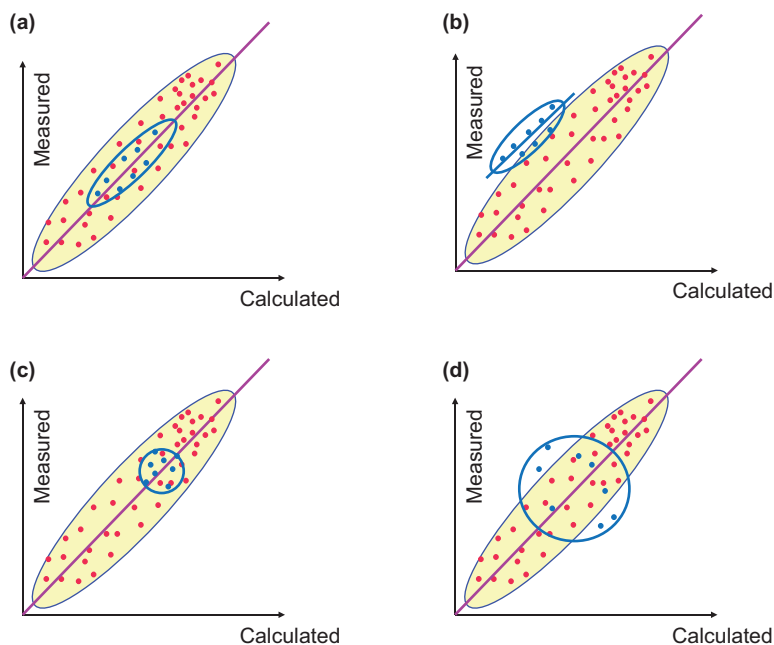 (a)
Measured
Calculated
(b)
Measured
Calculated
(c)
Measured
Calculated
(d)
Measured
Calculated